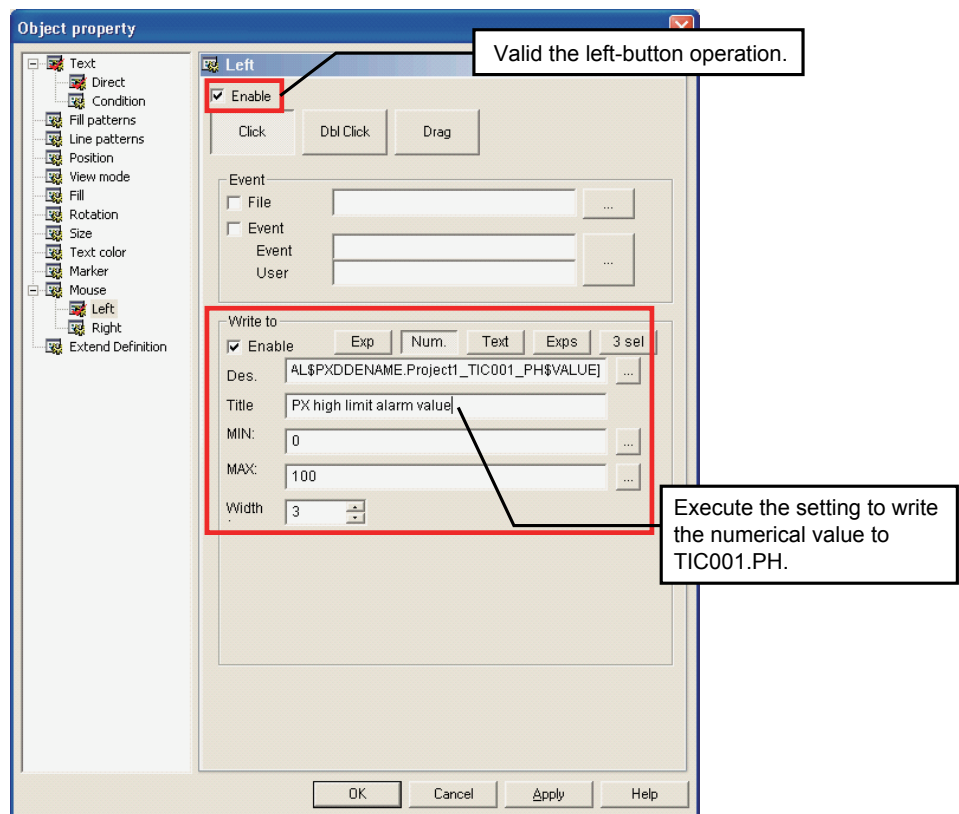 Object property
Valid the left-button operation.
Text
Direct
Condition
Fill patterns
Line patterns
Position
View mode
Fill
Rotation
Size
Text color
Marker
Mouse
Left
Right
Extend Definition
Left
Enable
Click Dbl Click Drag
Event
File ...
Event
Event
User ...
Write to
Enable Exp Num. Text Exps 3 sel
Des. AL$PXDDENAME.Project1_TIC001_PH$VALUE] ...
Title PX high limit alarm value
MIN: 0 ...
MAX: 100 ...
Width 3
Execute the setting to write
the numerical value to
TIC001.PH.
OK Cancel Apply Help